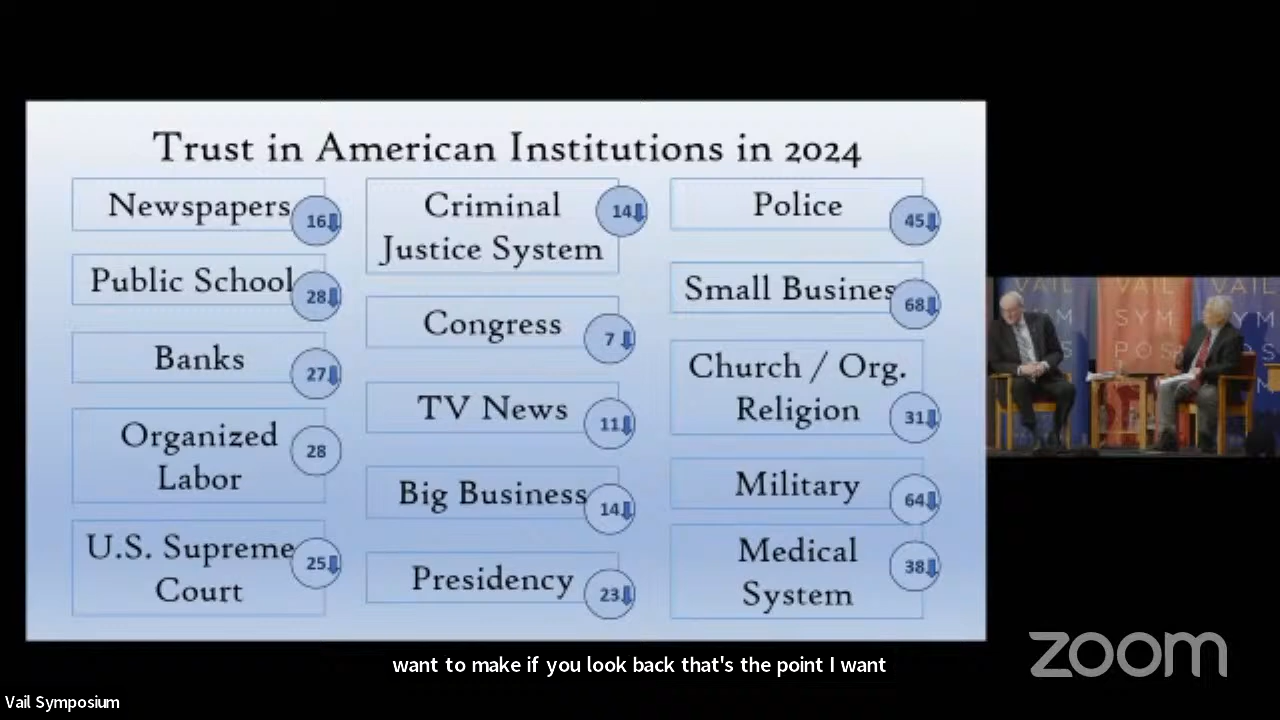 Trust in American Institutions in 2024
Newspapers
16
Public School
28
Banks
27
Organized
Labor
28
U.S. Supreme
Court
25
Criminal
Justice System
14
Congress
7
TV News
11
Big Business
14
Presidency
23
Police
45
Small Busines
68
Church / Org.
Religion
31
Military
64
Medical
System
38
VAIL
SYM
POS
want to make if you look back that's the point I want
zoom
Vail Symposium